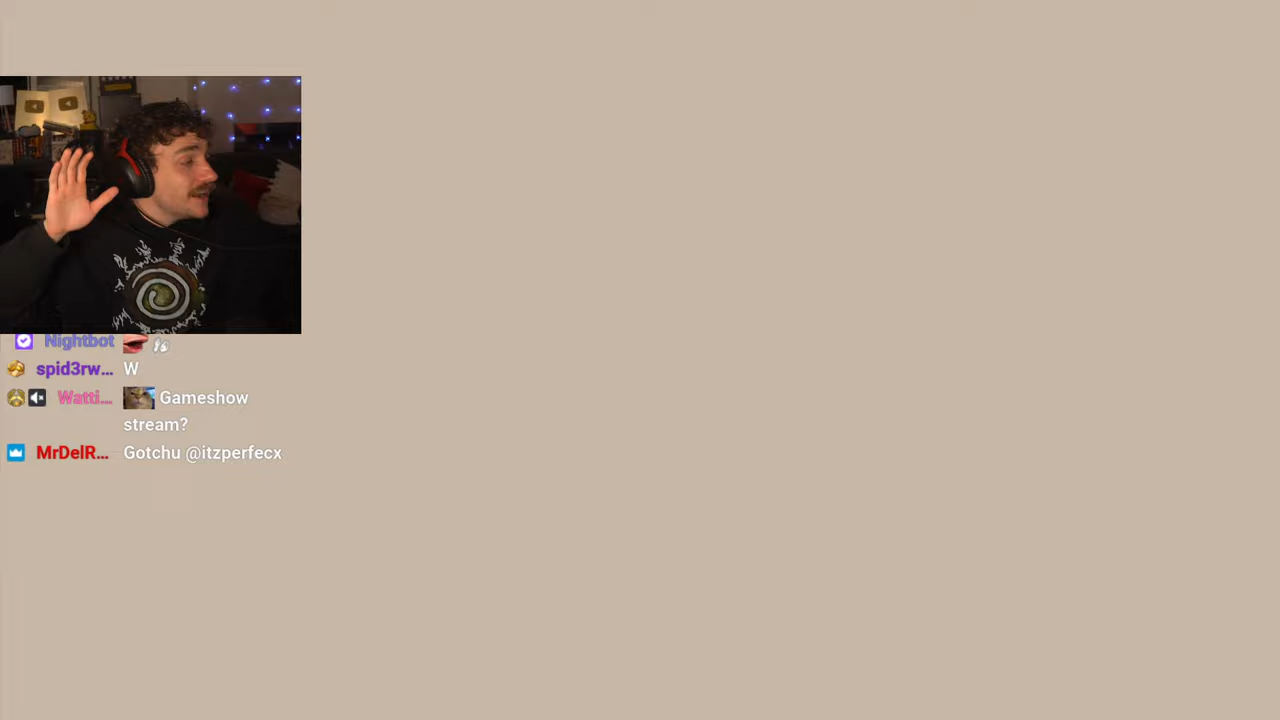 Nightbot
spid3rw... W
Watti... Gameshow
stream?
MrDelR... Gotchu @itzperfecx